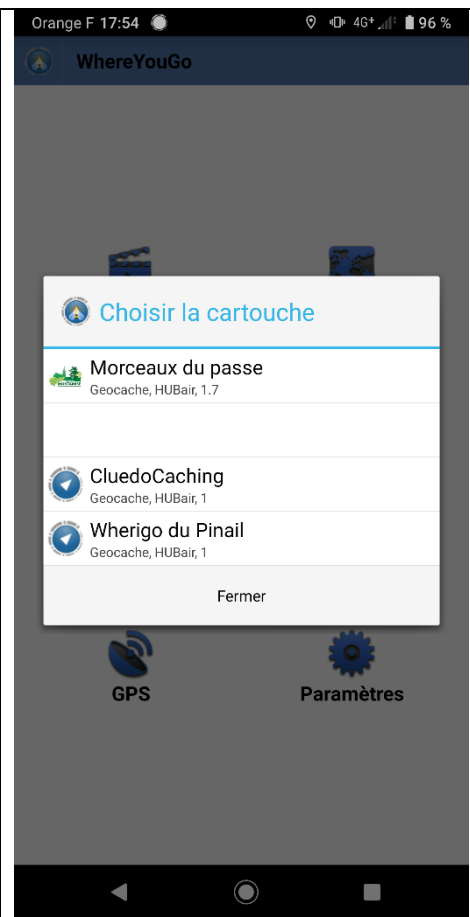 Orange F 17:54 4G+ 96 %
WhereYouGo
Choisir la cartouche
Morceaux du passe
Geocache, HUBair, 1.7
CluedoCaching
Geocache, HUBair, 1
Wherigo du Pinail
Geocache, HUBair, 1
Fermer
GPS Paramètres